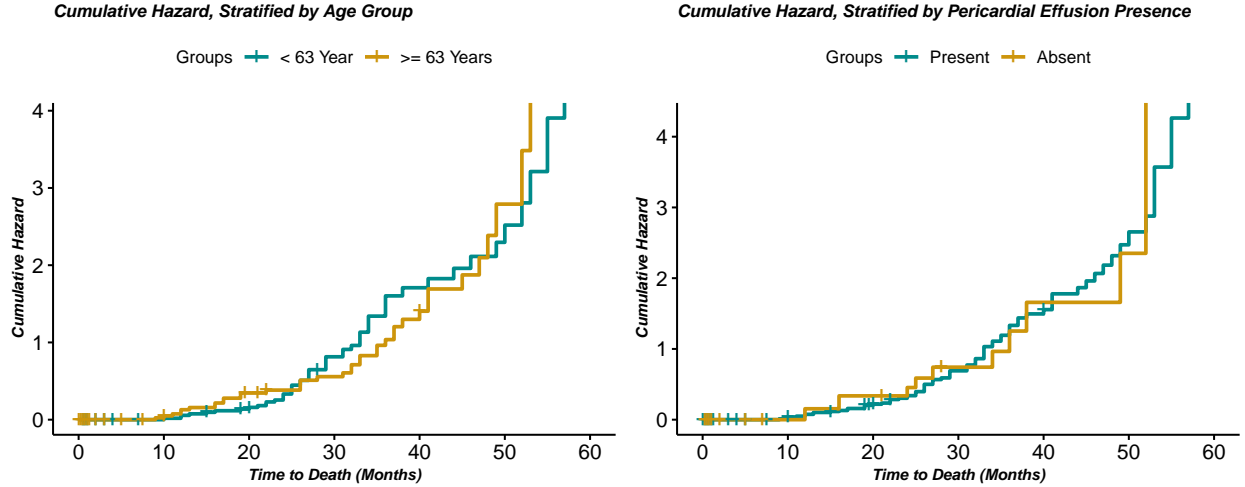 Cumulative Hazard, Stratified by Age Group
Groups < 63 Year >= 63 Years
Cumulative Hazard
4
3
2
1
0
0 10 20 30 40 50 60
Time to Death (Months)
Cumulative Hazard, Stratified by Pericardial Effusion Presence
Groups Present Absent
Cumulative Hazard
4
3
2
1
0
0 10 20 30 40 50 60
Time to Death (Months)